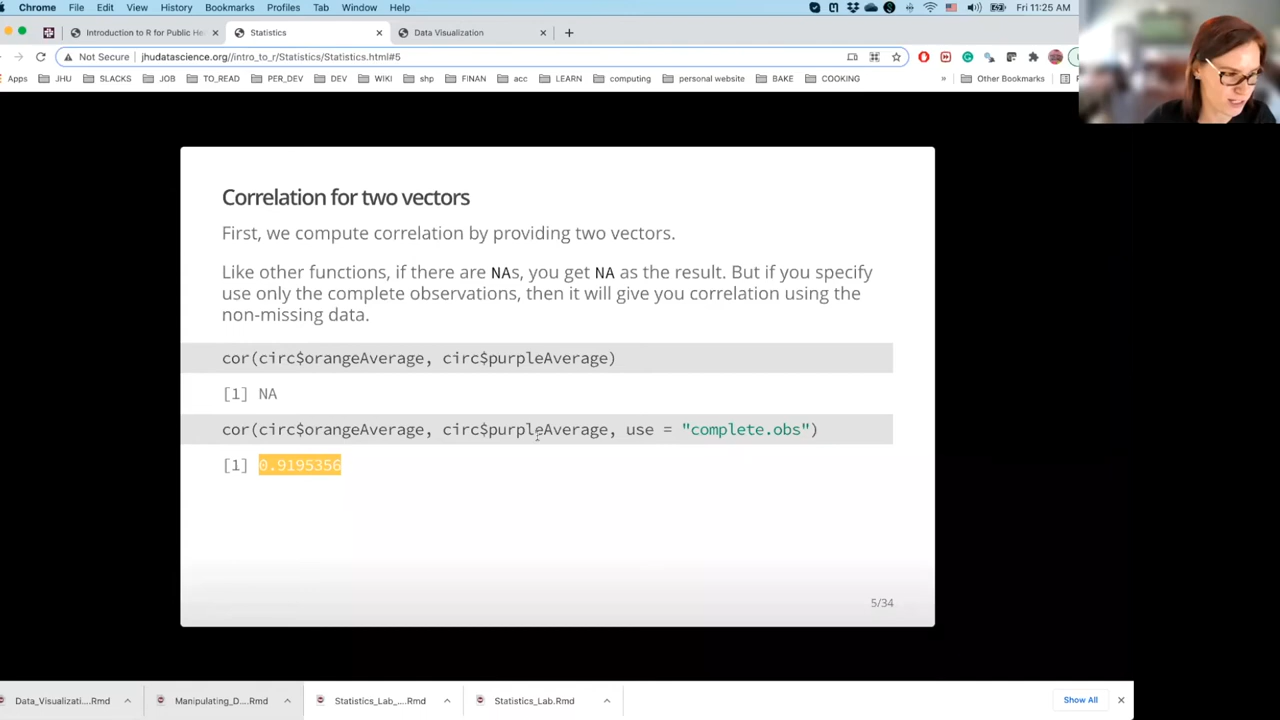 Chrome File Edit View History Bookmarks Profiles Tab Window Help Fri 11:25 AM
Introduction to R for Public He Statistics Data Visualization
Not Secure jhudatascience.org//intro_to_r/Statistics/Statistics.html#5
Apps JHU SLACKS JOB TO_READ PER_DEV DEV WIKI shp FINAN acc LEARN computing personal website BAKE COOKING » Other Bookmarks
Correlation for two vectors
First, we compute correlation by providing two vectors.
Like other functions, if there are NAs, you get NA as the result. But if you specify
use only the complete observations, then it will give you correlation using the
non-missing data.
cor(circ$orangeAverage, circ$purpleAverage)
[1] NA
cor(circ$orangeAverage, circ$purpleAverage, use = "complete.obs")
[1] 0.9195356
5/34
Data_Visualizati....Rmd Manipulating_D....Rmd Statistics_Lab_....Rmd Statistics_Lab.Rmd Show All